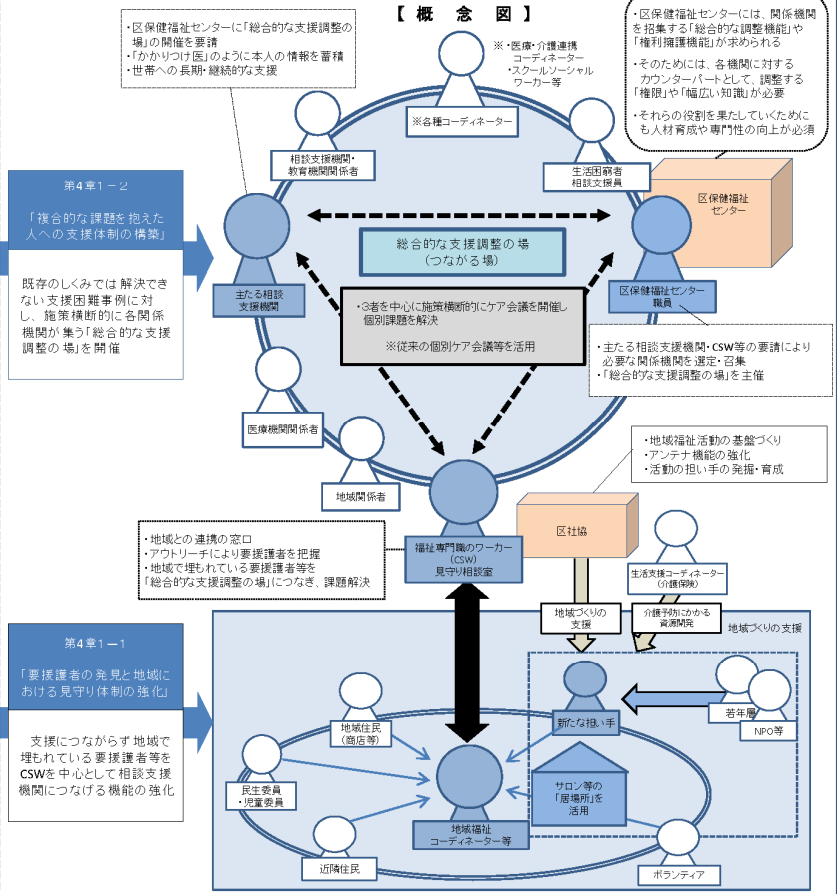 【 概 念 図 】
・区保健福祉センターに「総合的な支援調整の
場」の開催を要請
・「かかりつけ医」のように本人の情報を蓄積
・世帯への長期・継続的な支援
※・医療・介護連携
コーディネーター
・スクールソーシャル
ワーカー等
・区保健福祉センターには、関係機関
を招集する「総合的な調整機能」や
「権利擁護機能」が求められる
・そのためには、各機関に対する
カウンターパートとして、調整する
「権限」や「幅広い知識」が必要
・それらの役割を果たしていくために
も人材育成や専門性の向上が必須
※各種コーディネーター
相談支援機関・
教育機関関係者
生活困窮者
相談支援員
区保健福祉
センター
第4章1－2
「複合的な課題を抱えた
人への支援体制の構築」
既存のしくみでは解決でき
ない支援困難事例に対
し、施策横断的に各関係
機関が集う「総合的な支援
調整の場」を開催
総合的な支援調整の場
（つながる場）
主たる相談
支援機関
区保健福祉センター
職員
・3者を中心に施策横断的にケア会議を開催し
個別課題を解決
※従来の個別ケア会議等を活用
・主たる相談支援機関・CSW等の要請により
必要な関係機関を選定・召集
・「総合的な支援調整の場」を主催
医療機関関係者
地域関係者
・地域福祉活動の基盤づくり
・アンテナ機能の強化
・活動の担い手の発掘・育成
・地域との連携の窓口
・アウトリーチにより要援護者を把握
・地域で埋もれている要援護者等を
「総合的な支援調整の場」につなぎ、課題解決
福祉専門職のワーカー
（CSW）
見守り相談室
区社協
生活支援コーディネーター
（介護保険）
地域づくりの
支援
介護予防にかかる
資源開発
地域づくりの支援
第4章1－1
「要援護者の発見と地域に
おける見守り体制の強化」
支援につながらず地域で
埋もれている要援護者等を
CSWを中心として相談支援
機関につなげる機能の強化
地域住民
（商店等）
新たな担い手
若年層
NPO等
民生委員
・児童委員
サロン等の
「居場所」を
活用
地域福祉
コーディネーター等
近隣住民
ボランティア